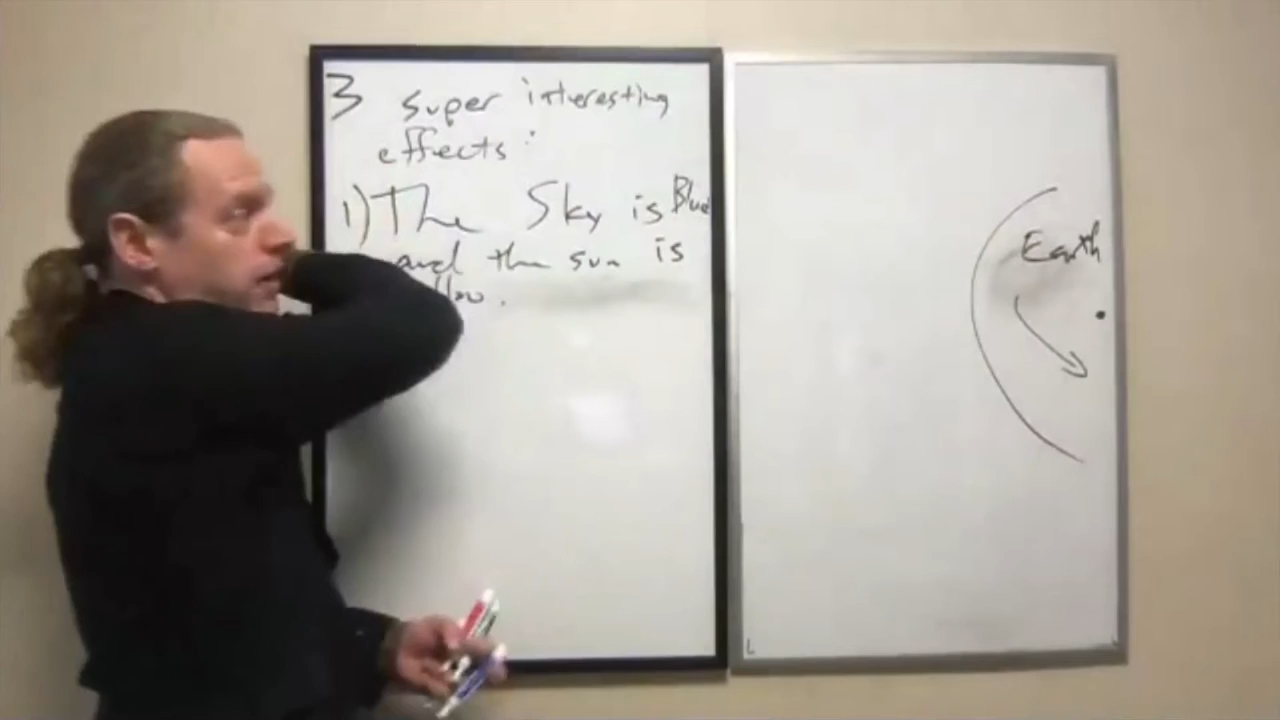 3 super interesting
effects:
1) The Sky is Blue
and the sun is
Earth